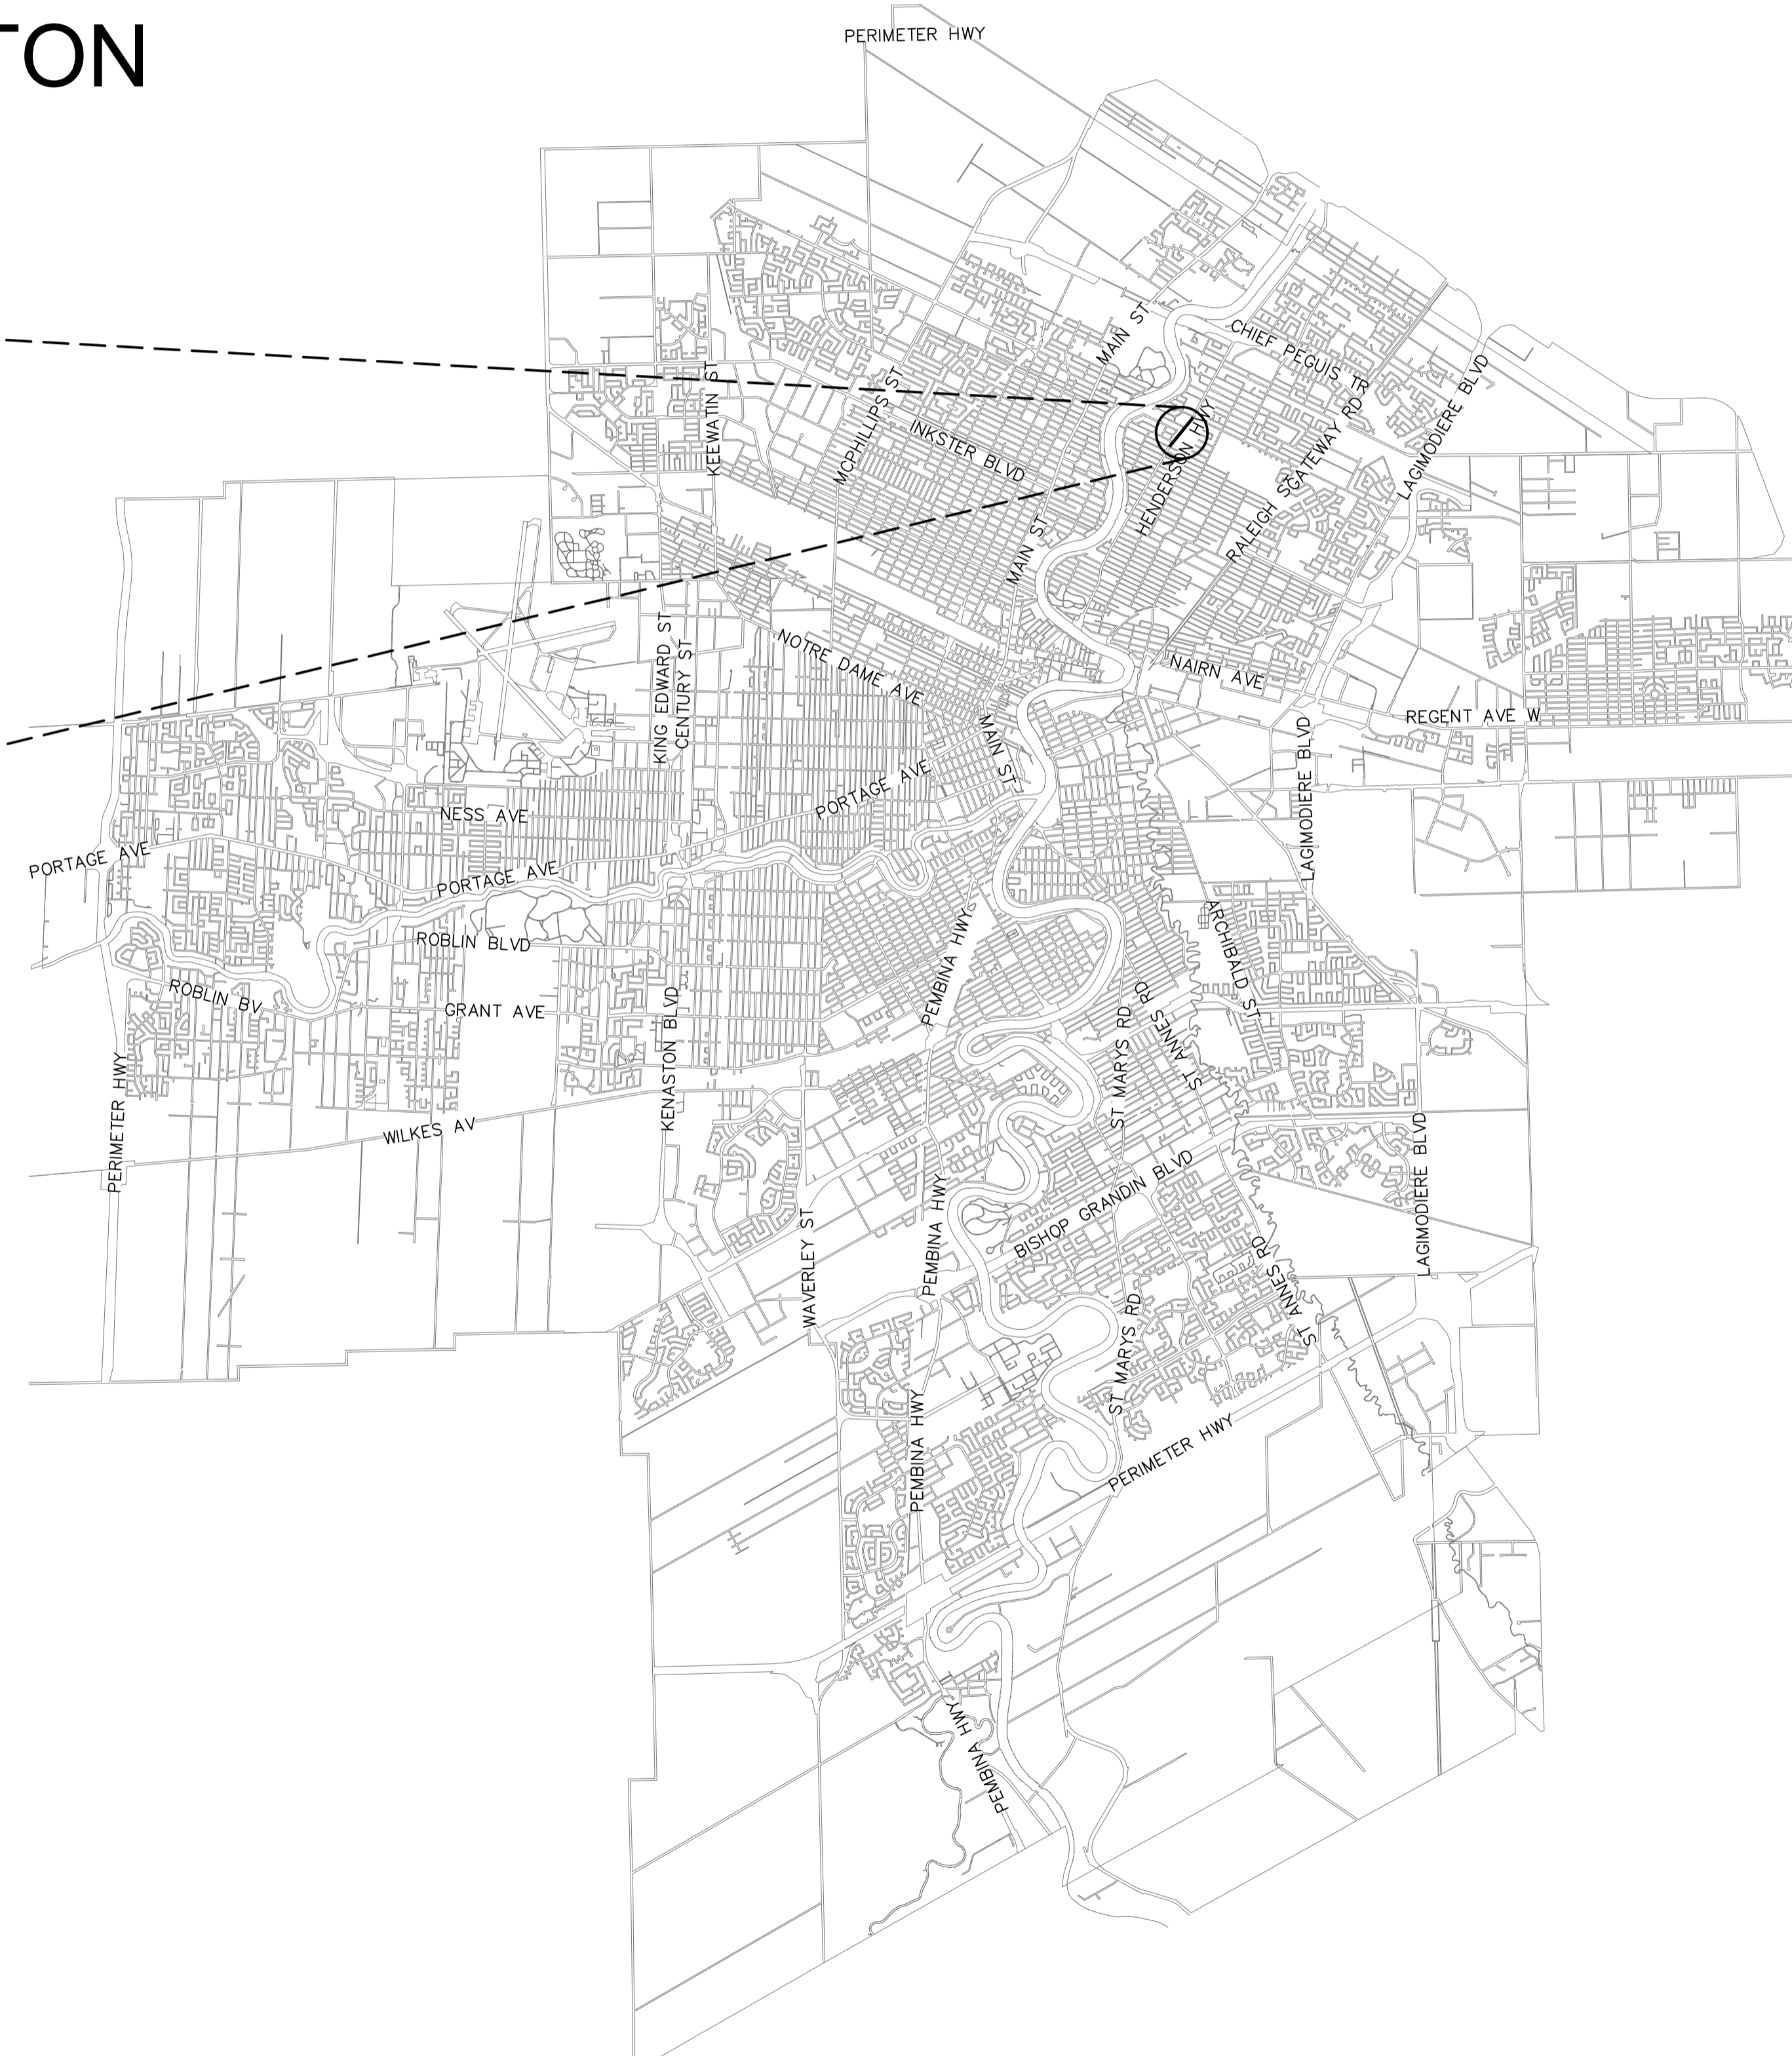 TON
PERIMETER HWY
MAIN ST
CHIEF PEGUIS TR
LAGIMODIERE BLVD
KEEWATIN ST
MCPHILLIPS ST
INKSTER BLVD
HENDERSON HWY
GATEWAY RD
RALEIGH ST
MAIN ST
KING EDWARD ST
CENTURY ST
NOTRE DAME AVE
NAIRN AVE
REGENT AVE W
MAIN ST
LAGIMODIERE BLVD
PORTAGE AVE
NESS AVE
PORTAGE AVE
PORTAGE AVE
ROBLIN BLVD
PEMBINA HWY
ARCHIBALD ST
ROBLIN BV
GRANT AVE
KENASTON BLVD
ST MARYS RD
ST ANNES RD
PERIMETER HWY
WILKES AV
LAGIMODIERE BLVD
WAVERLEY ST
PEMBINA HWY
BISHOP GRANDIN BLVD
ST ANNES RD
ST MARYS RD
PEMBINA HWY
PERIMETER HWY
PEMBINA HWY